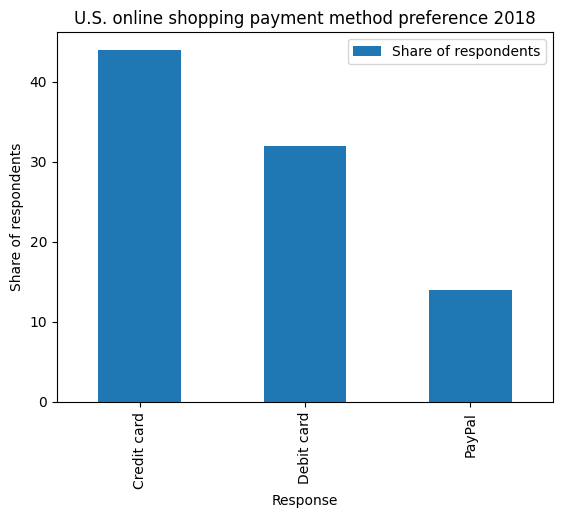 U.S. online shopping payment method preference 2018
Share of respondents
Share of respondents
40
30
20
10
0
Credit card
Debit card
PayPal
Response